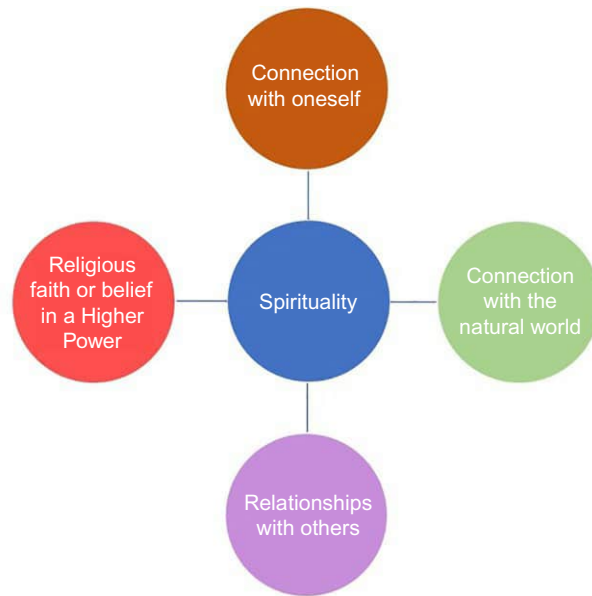 Connection
with oneself
Religious
faith or belief
in a Higher
Power
Spirituality
Connection
with the
natural world
Relationships
with others